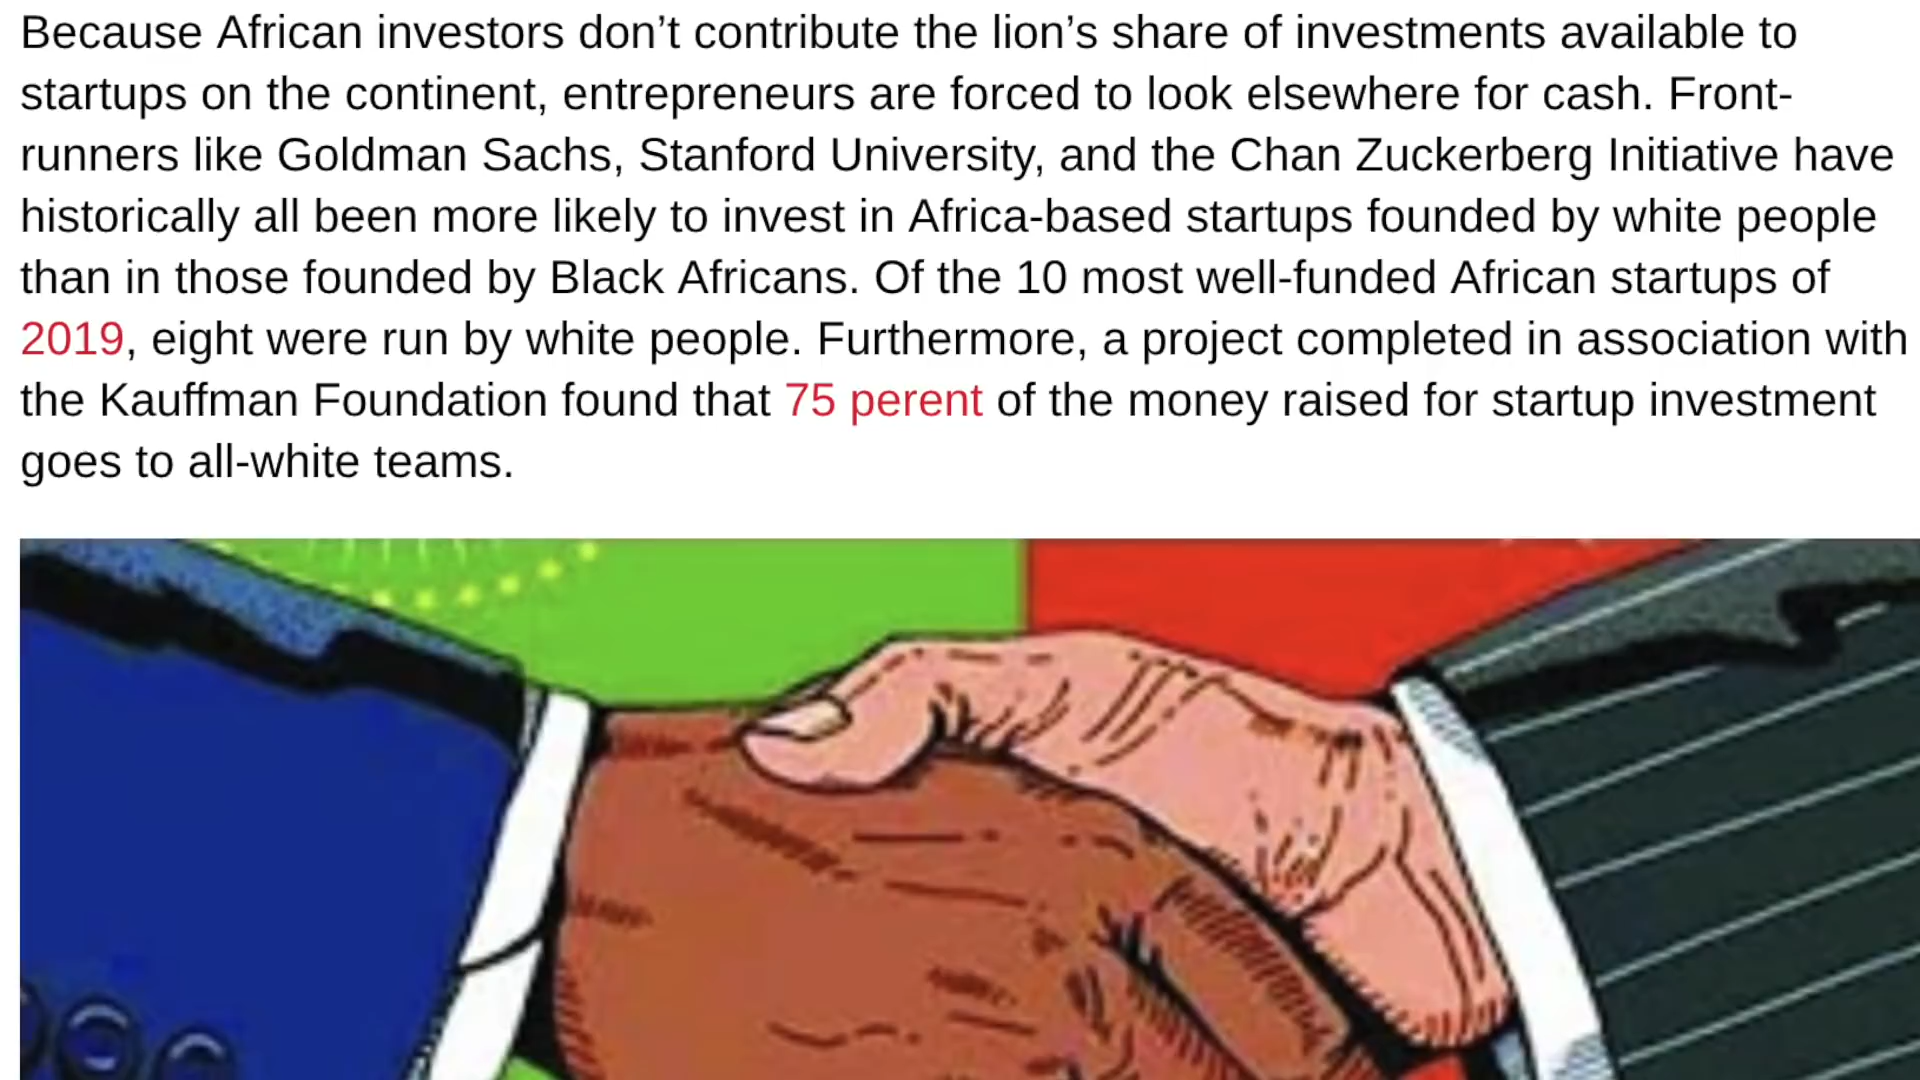 Because African investors don’t contribute the lion’s share of investments available to
startups on the continent, entrepreneurs are forced to look elsewhere for cash. Front-
runners like Goldman Sachs, Stanford University, and the Chan Zuckerberg Initiative have
historically all been more likely to invest in Africa-based startups founded by white people
than in those founded by Black Africans. Of the 10 most well-funded African startups of
2019, eight were run by white people. Furthermore, a project completed in association with
the Kauffman Foundation found that 75 perent of the money raised for startup investment
goes to all-white teams.